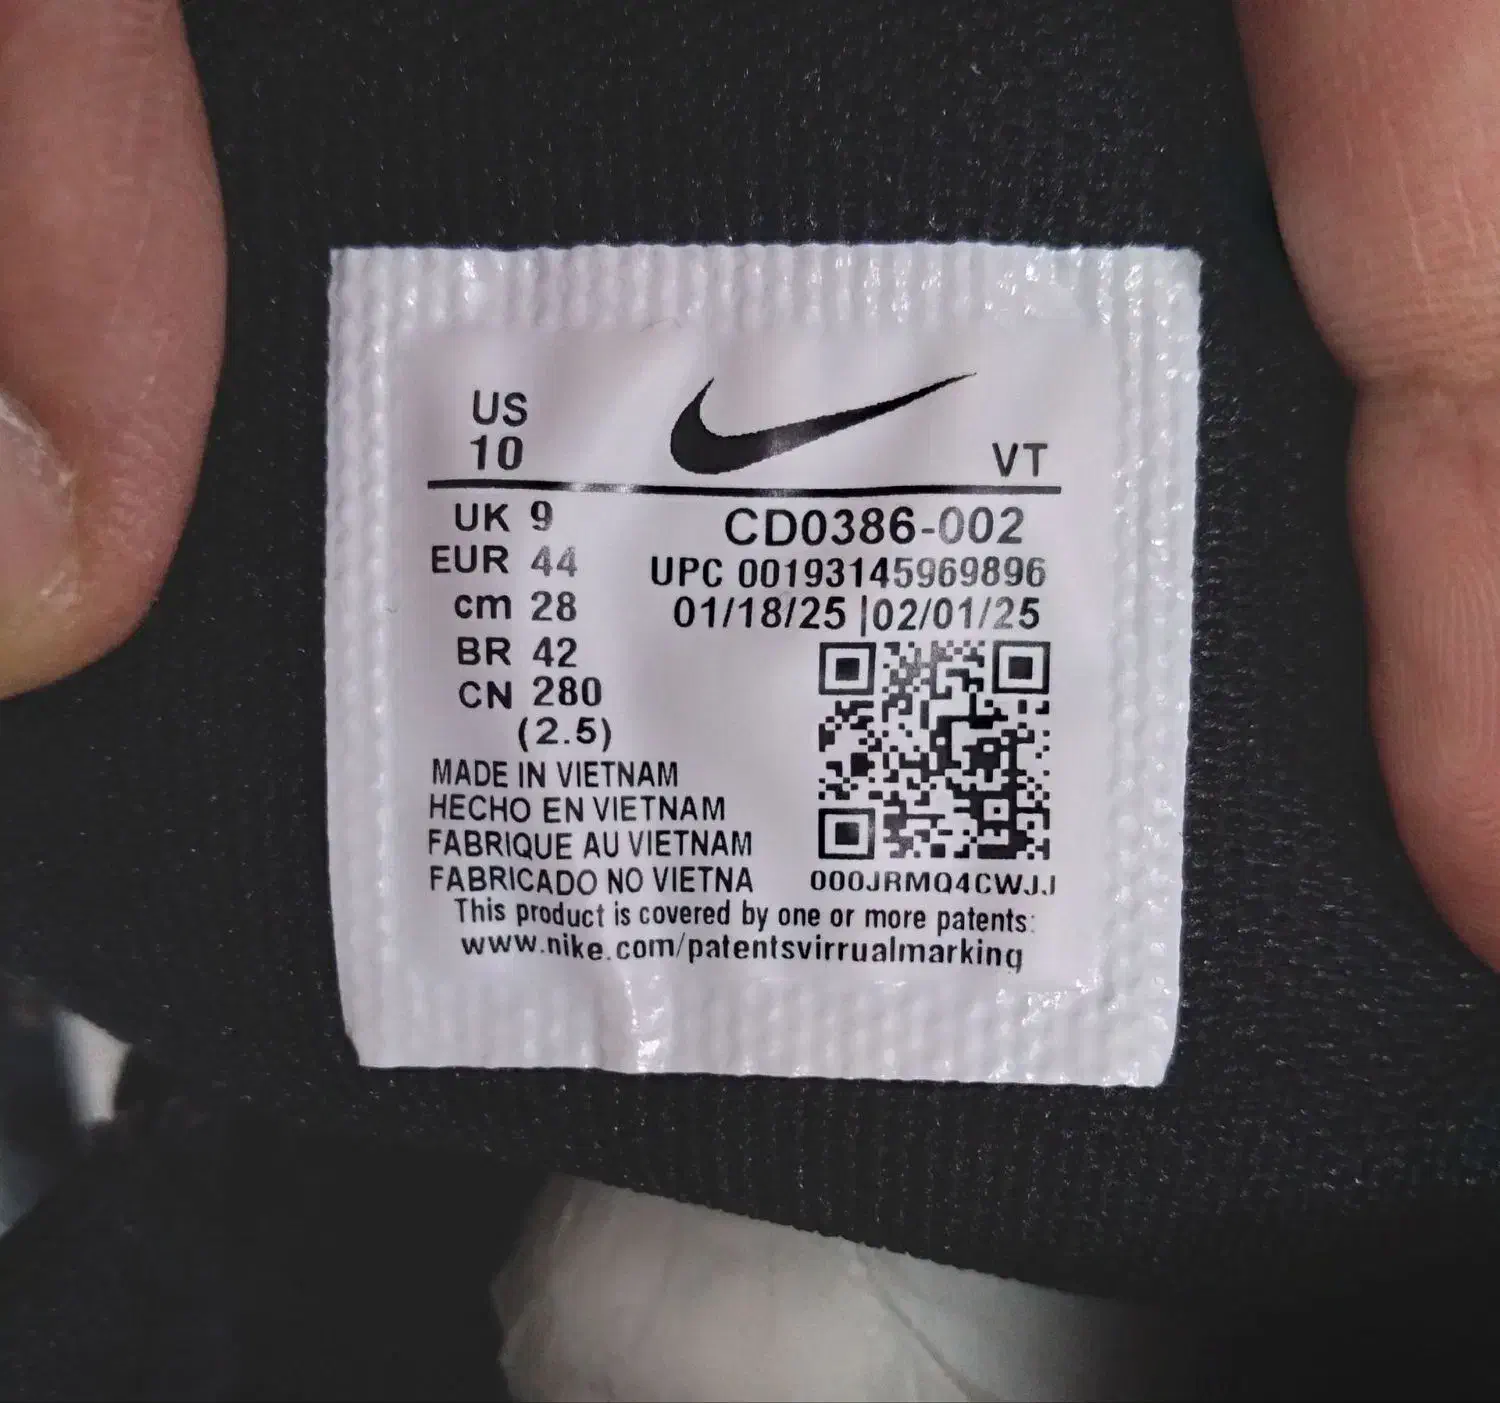 US
10
VT
UK 9
EUR 44
cm 28
BR 42
CN 280
(2.5)
CD0386-002
UPC 00193145969896
01/18/25 |02/01/25
MADE IN VIETNAM
HECHO EN VIETNAM
FABRIQUE AU VIETNAM
FABRICADO NO VIETNA
000JRMQ4CWJJ
This product is covered by one or more patents:
www.nike.com/patentsvirrualmarking